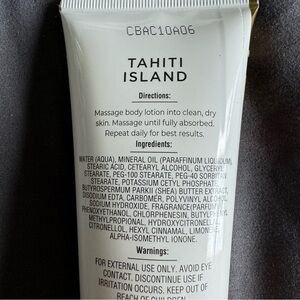 CBAC10A06
TAHITI
ISLAND
Directions:
Massage body lotion into clean, dry
skin. Massage until fully absorbed.
Repeat daily for best results.
Ingredients:
WATER (AQUA), MINERAL OIL (PARAFFINUM LIQUIDUM),
STEARIC ACID, CETEARYL ALCOHOL, GLYCERYL
STEARATE, PEG-100 STEARATE, PEG-40 SORBITAN
STEARATE, POTASSIUM CETYL PHOSPHATE,
BUTYROSPERMUM PARKII (SHEA) BUTTER EXTRACT,
DISODIUM EDTA, CARBOMER, POLYVINYL ALCOHOL,
SODIUM HYDROXIDE, FRAGRANCE(PARFUM),
PHENOXYETHANOL, CHLORPHENESIN, BUTYLPHENYL
METHYLPROPIONAL, HYDROXYCITRONELLAL,
CITRONELLOL, HEXYL CINNAMAL, LIMONENE,
ALPHA-ISOMETHYL IONONE.
Warnings:
FOR EXTERNAL USE ONLY. AVOID EYE
CONTACT. DISCONTINUE USE IF
IRRITATION OCCURS. KEEP OUT OF
REACH OF CHILDREN